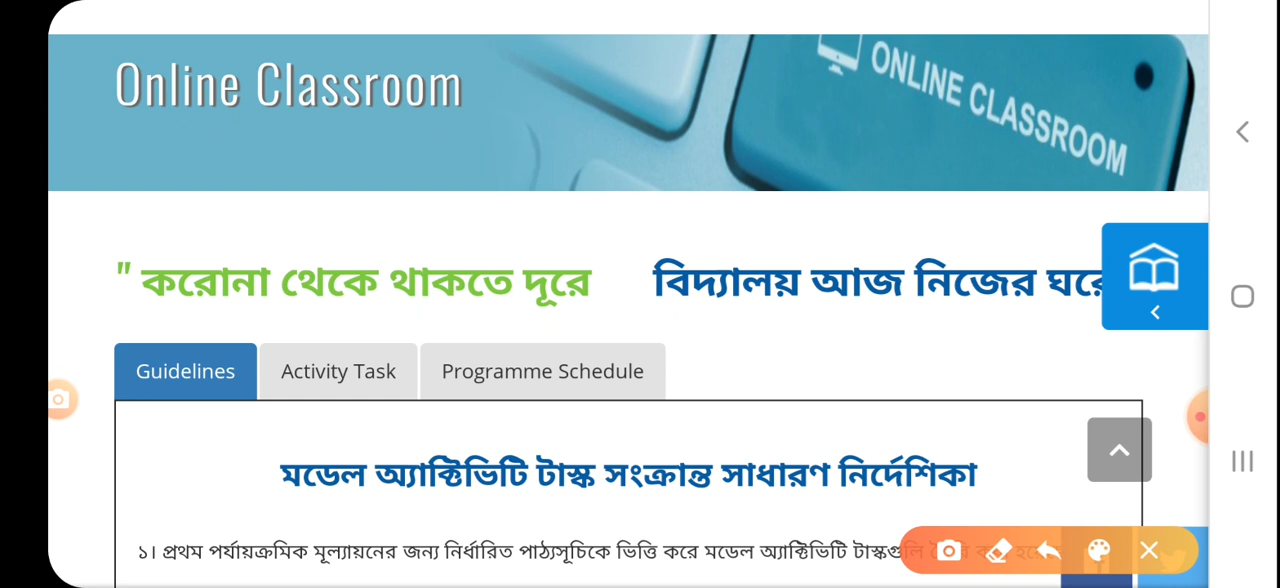 Online Classroom
ONLINE CLASSROOM
" করোনা থেকে থাকতে দূরে বিদ্যালয় আজ নিজের ঘরে
Guidelines Activity Task Programme Schedule
মডেল অ্যাক্টিভিটি টাস্ক সংক্রান্ত সাধারণ নির্দেশিকা
১। প্রথম পর্যায়ক্রমিক মূল্যায়নের জন্য নির্ধারিত পাঠ্যসূচিকে ভিত্তি করে মডেল অ্যাক্টিভিটি টাস্কগুলি